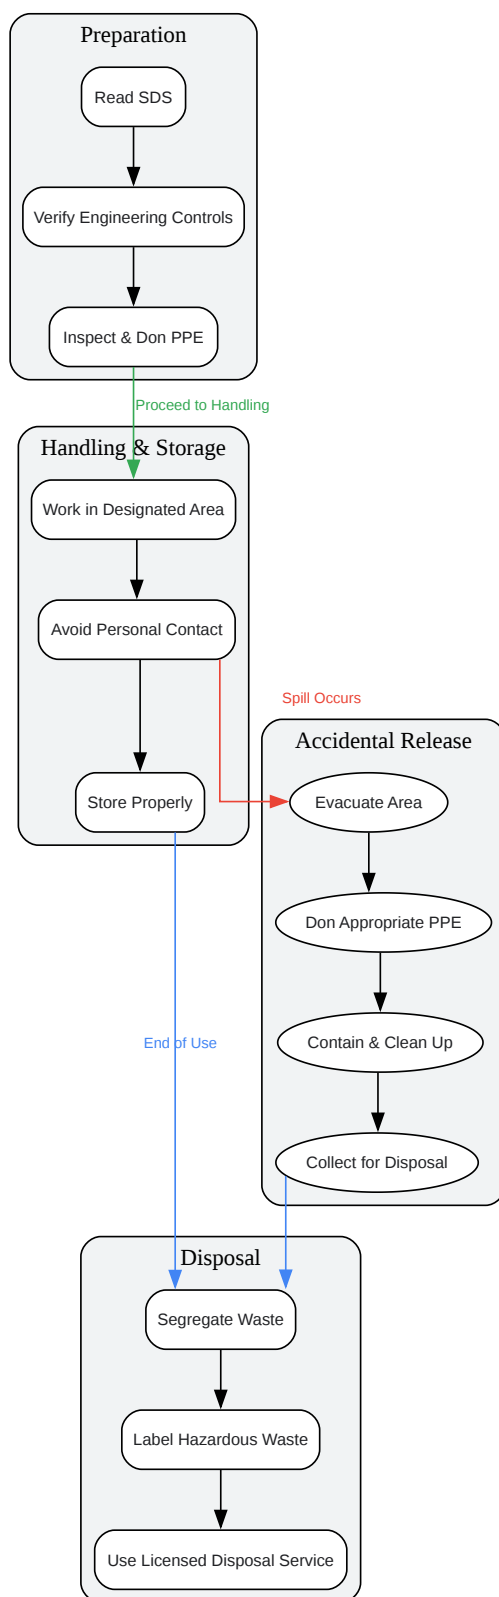 Preparation
Read SDS
Verify Engineering Controls
Inspect & Don PPE
Proceed to Handling
Handling & Storage
Work in Designated Area
Avoid Personal Contact
Spill Occurs
Store Properly
Accidental Release
Evacuate Area
Don Appropriate PPE
End of Use
Contain & Clean Up
Collect for Disposal
Disposal
Segregate Waste
Label Hazardous Waste
Use Licensed Disposal Service